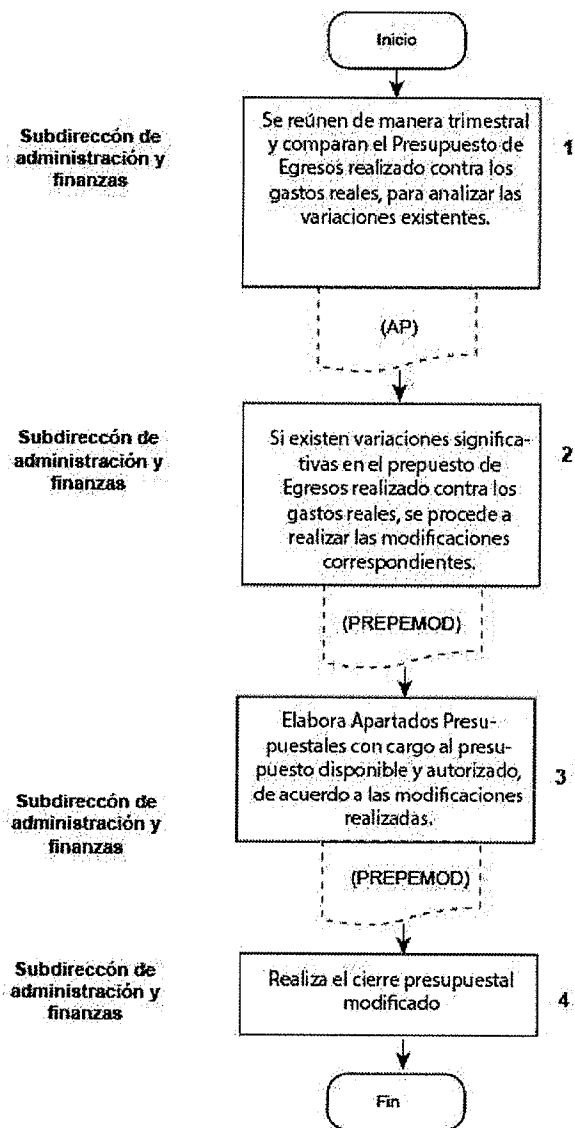 Inicio
Subdireccón de
administración y
finanzas
Se reúnen de manera trimestral
y comparan el Presupuesto de
Egresos realizado contra los
gastos reales, para analizar las
variaciones existentes.
1
(AP)
Subdireccón de
administración y
finanzas
Si existen variaciones significa-
tivas en el prepuesto de
Egresos realizado contra los
gastos reales, se procede a
realizar las modificaciones
correspondientes.
2
(PREPEMOD)
Subdireccón de
administración y
finanzas
Elabora Apartados Presu-
puestales con cargo al presu-
puesto disponible y autorizado,
de acuerdo a las modificaciones
realizadas.
3
(PREPEMOD)
Subdireccón de
administración y
finanzas
Realiza el cierre presupuestal
modificado
4
Fin